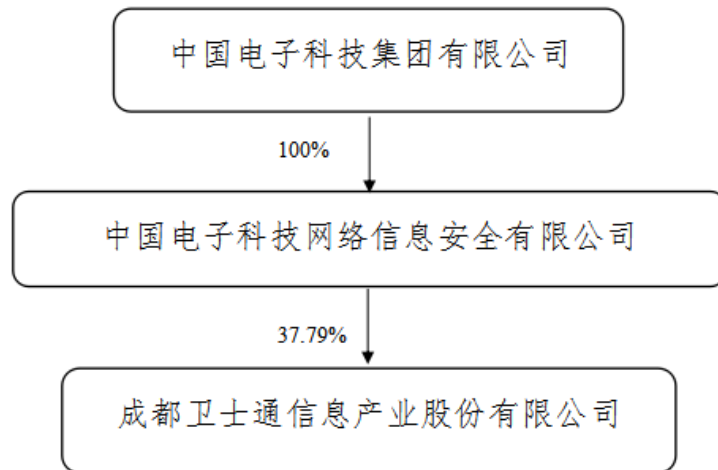 中国电子科技集团有限公司
100%
中国电子科技网络信息安全有限公司
37.79%
成都卫士通信息产业股份有限公司